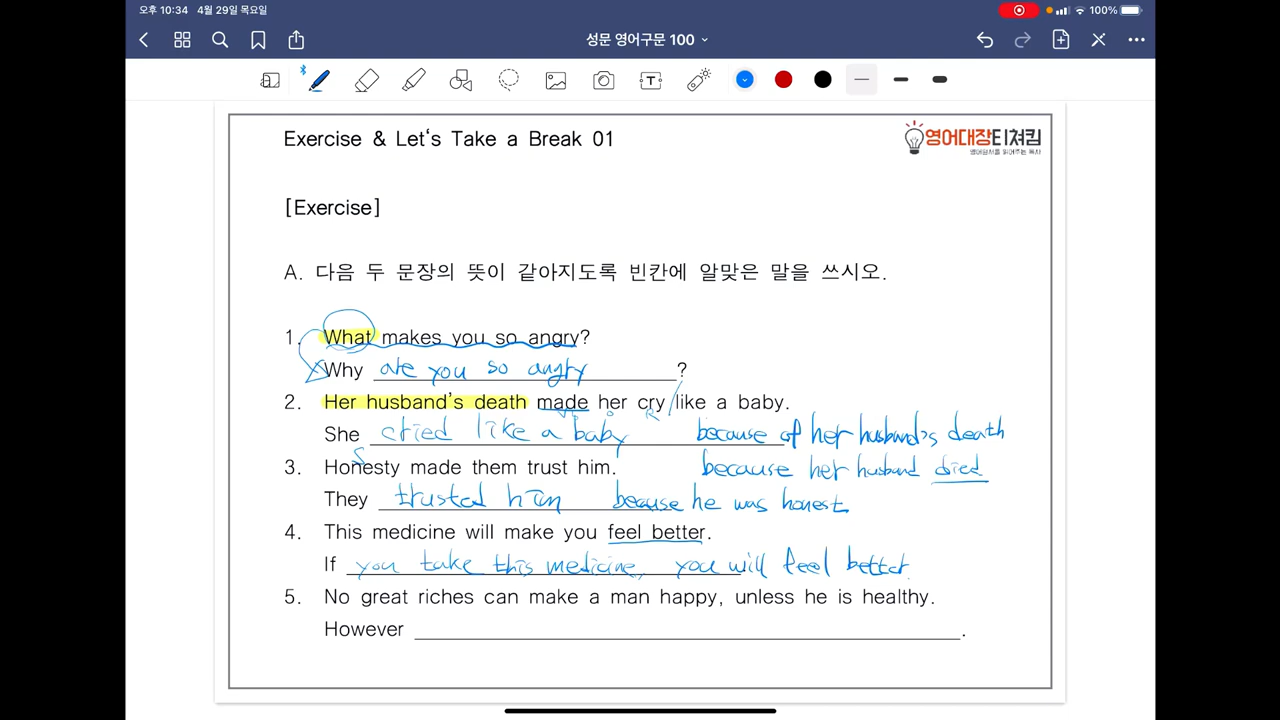 오후 10:34 4월 29일 목요일
100%
성문 영어구문 100
Exercise & Let's Take a Break 01
영어대장티쳐킴
[Exercise]
A. 다음 두 문장의 뜻이 같아지도록 빈칸에 알맞은 말을 쓰시오.
1. What makes you so angry?
Why are you so angry ?
2. Her husband's death made her cry like a baby.
She cried like a baby because of her husband's death
3. Honesty made them trust him. because her husband died
They trusted him because he was honest
4. This medicine will make you feel better.
If you take this medicine, you will feel better.
5. No great riches can make a man happy, unless he is healthy.
However .